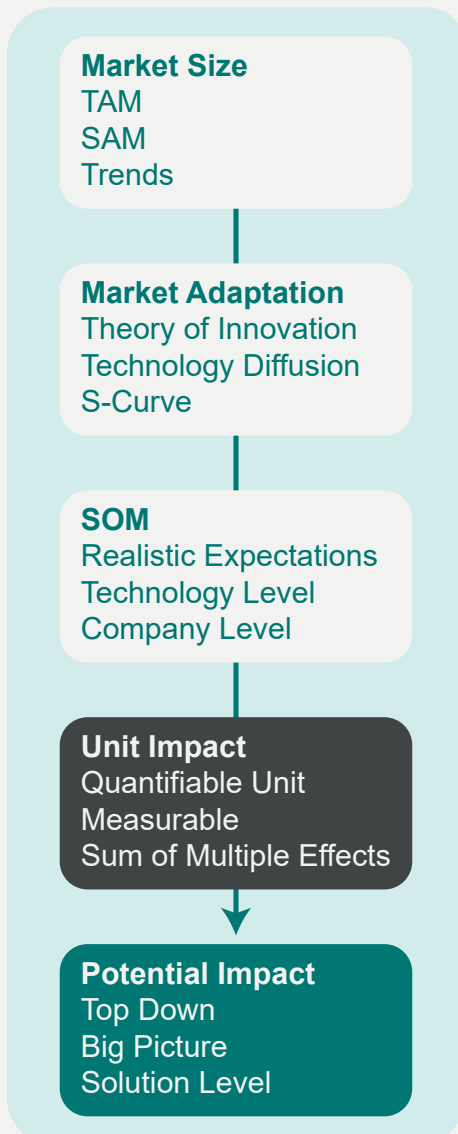 Market Size
TAM
SAM
Trends
Market Adaptation
Theory of Innovation
Technology Diffusion
S-Curve
SOM
Realistic Expectations
Technology Level
Company Level
Unit Impact
Quantifiable Unit
Measurable
Sum of Multiple Effects
Potential Impact
Top Down
Big Picture
Solution Level